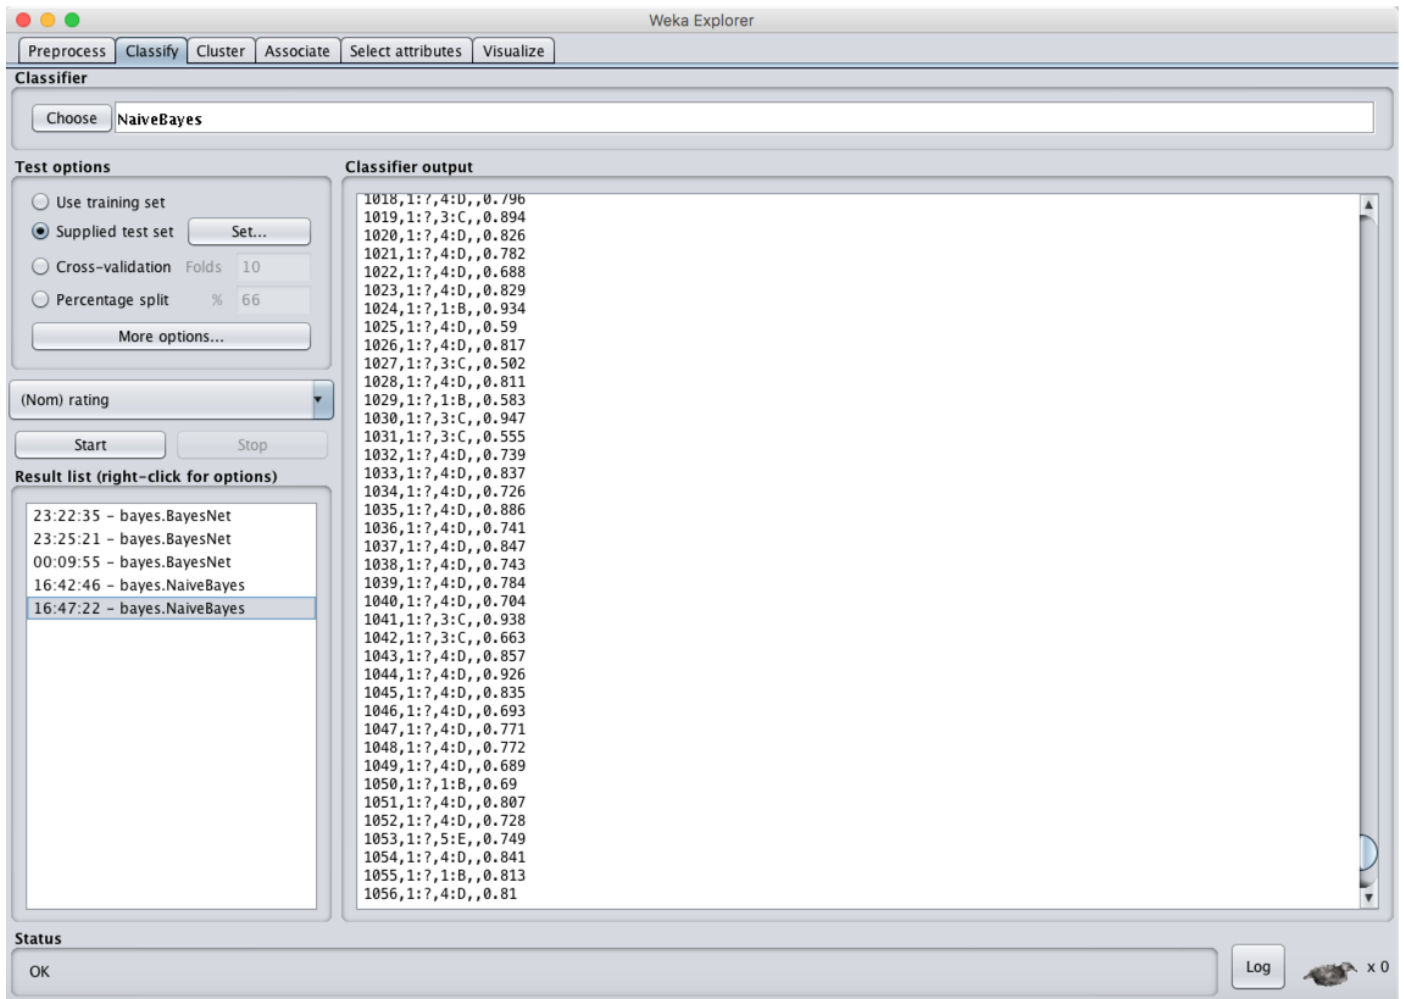 Weka Explorer
Preprocess Classify Cluster Associate Select attributes Visualize
Classifier
Choose NaiveBayes
Test options
Use training set
Supplied test set Set...
Cross-validation Folds 10
Percentage split % 66
More options...
(Nom) rating
Start Stop
Result list (right-click for options)
23:22:35 - bayes.BayesNet
23:25:21 - bayes.BayesNet
00:09:55 - bayes.BayesNet
16:42:46 - bayes.NaiveBayes
16:47:22 - bayes.NaiveBayes
Classifier output
1018,1:?,4:D,,0.796
1019,1:?,3:C,,0.894
1020,1:?,4:D,,0.826
1021,1:?,4:D,,0.782
1022,1:?,4:D,,0.688
1023,1:?,4:D,,0.829
1024,1:?,1:B,,0.934
1025,1:?,4:D,,0.59
1026,1:?,4:D,,0.817
1027,1:?,3:C,,0.502
1028,1:?,4:D,,0.811
1029,1:?,1:B,,0.583
1030,1:?,3:C,,0.947
1031,1:?,3:C,,0.555
1032,1:?,4:D,,0.739
1033,1:?,4:D,,0.837
1034,1:?,4:D,,0.726
1035,1:?,4:D,,0.886
1036,1:?,4:D,,0.741
1037,1:?,4:D,,0.847
1038,1:?,4:D,,0.743
1039,1:?,4:D,,0.784
1040,1:?,4:D,,0.704
1041,1:?,3:C,,0.938
1042,1:?,3:C,,0.663
1043,1:?,4:D,,0.857
1044,1:?,4:D,,0.926
1045,1:?,4:D,,0.835
1046,1:?,4:D,,0.693
1047,1:?,4:D,,0.771
1048,1:?,4:D,,0.772
1049,1:?,4:D,,0.689
1050,1:?,1:B,,0.69
1051,1:?,4:D,,0.807
1052,1:?,4:D,,0.728
1053,1:?,5:E,,0.749
1054,1:?,4:D,,0.841
1055,1:?,1:B,,0.813
1056,1:?,4:D,,0.81
Status
OK
Log x 0